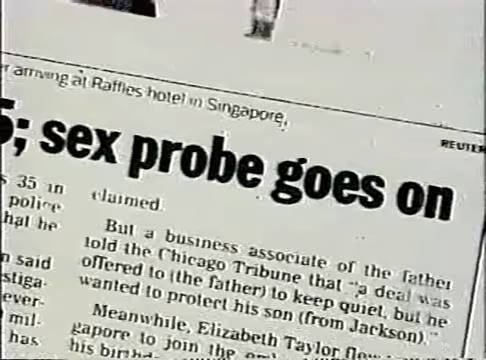 r arriving at Raffles hotel in Singapore,
REUTER
5; sex probe goes on
s 35 in
police
hat he
n said
stiga-
ever-
mil-
has
claimed.
But a business associate of the father
told the Chicago Tribune that "a deal was
offered to (the father) to keep quiet, but he
wanted to protect his son (from Jackson)."
Meanwhile, Elizabeth Taylor flew
gapore to join the
his birthd